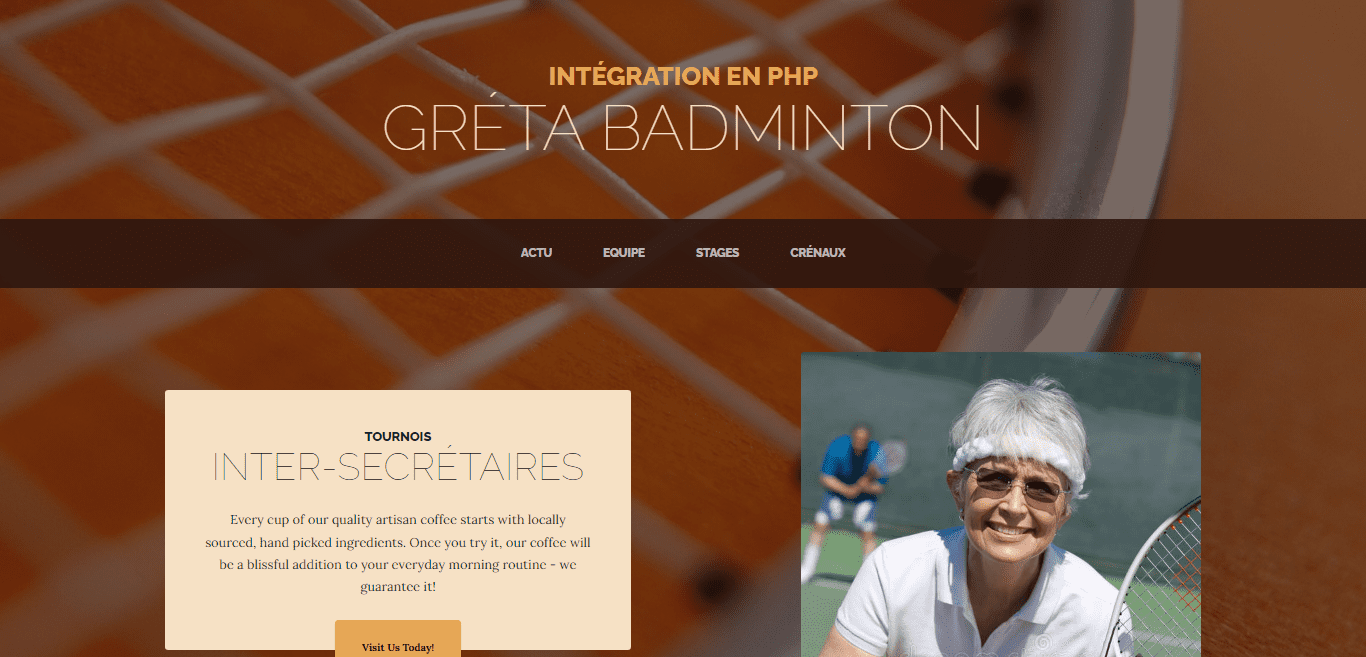 INTÉGRATION EN PHP
GRÉTA BADMINTON
ACTU EQUIPE STAGES CRÉNAUX
TOURNOIS
INTER-SECRÉTAIRES
Every cup of our quality artisan coffee starts with locally
sourced, hand picked ingredients. Once you try it, our coffee will
be a blissful addition to your everyday morning routine - we
guarantee it!
Visit Us Today!